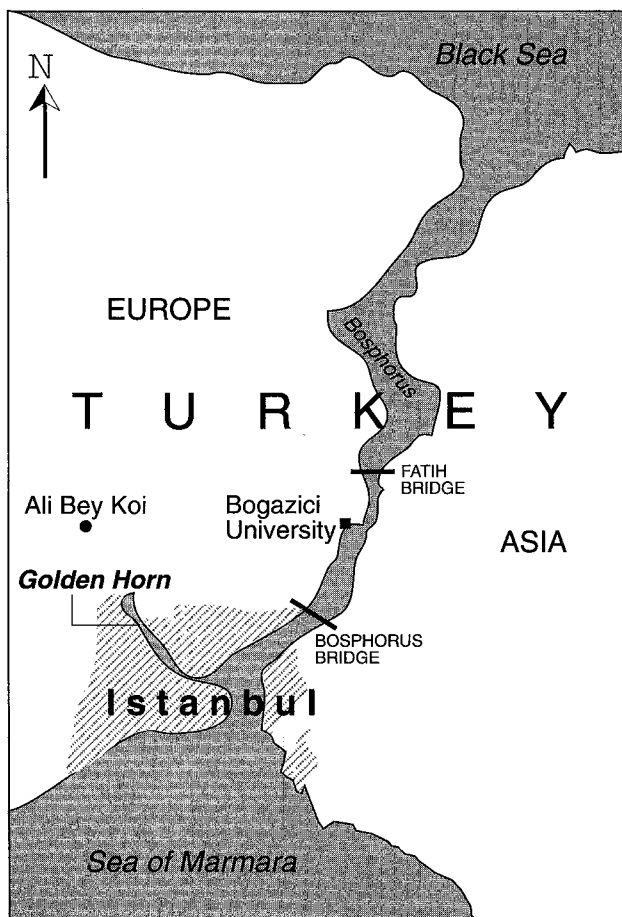 Black Sea
N
EUROPE
Bosphorus
TURKEY
FATIH
BRIDGE
Ali Bey Koi
Bogazici
University
ASIA
Golden Horn
BOSPHORUS
BRIDGE
Istanbul
Sea of Marmara